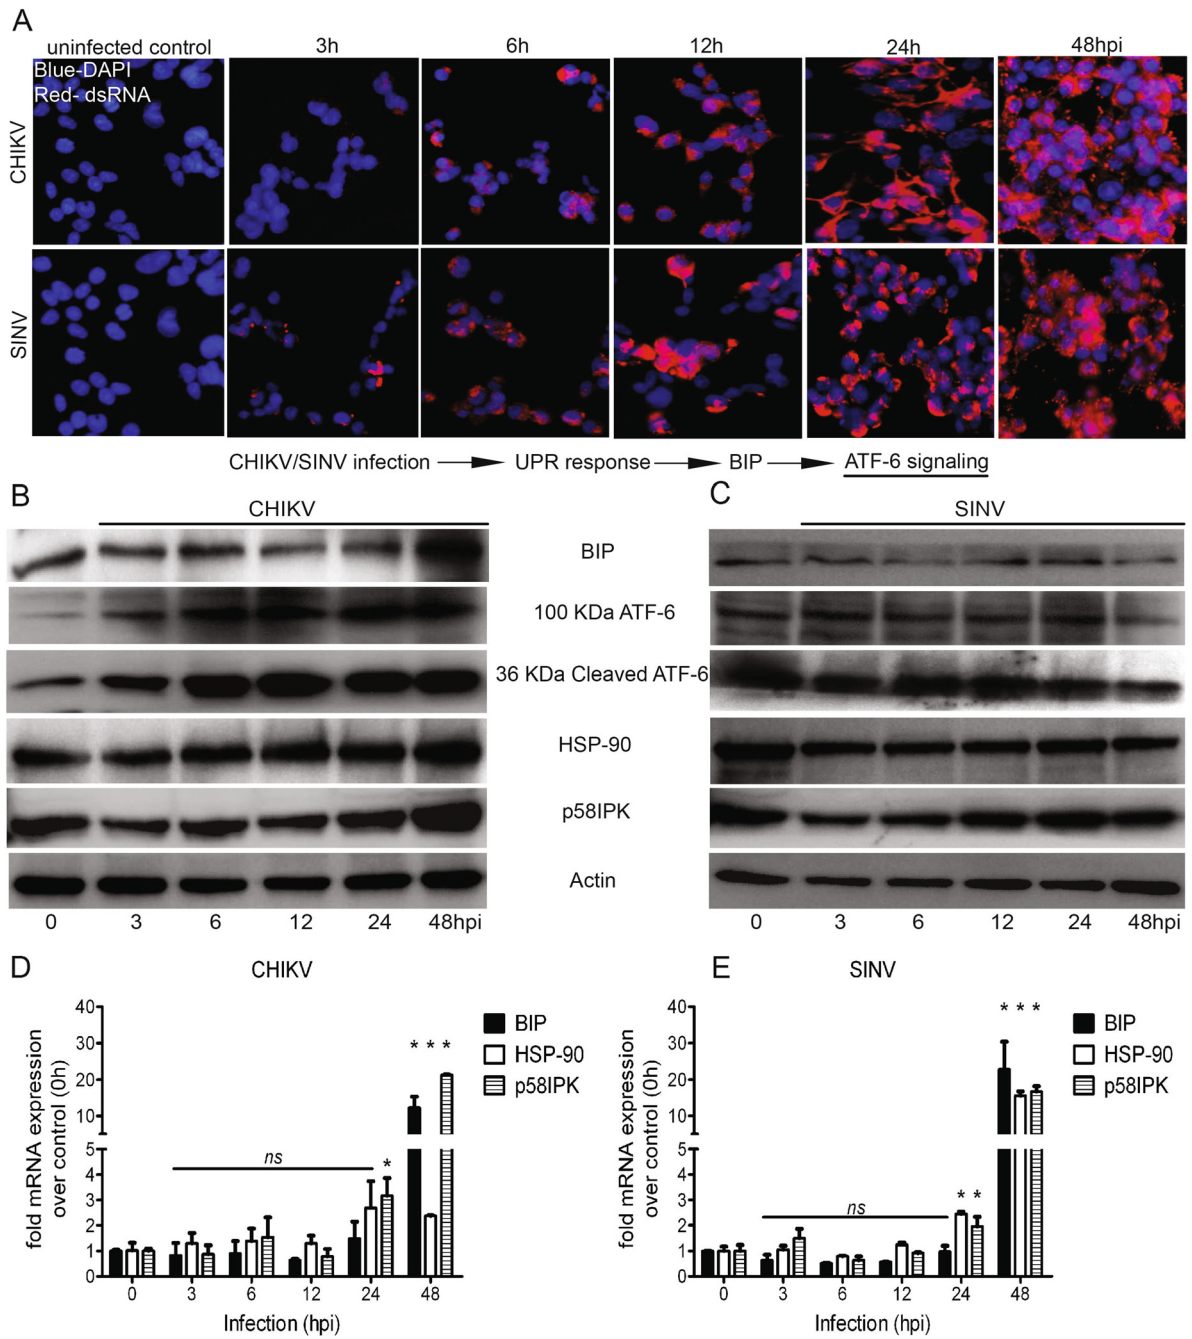 A
uninfected control 3h 6h 12h 24h 48hpi
Blue-DAPI
Red- dsRNA
CHIKV
SINV
CHIKV/SINV infection UPR response BIP ATF-6 signaling
B CHIKV
C SINV
BIP
100 KDa ATF-6
36 KDa Cleaved ATF-6
HSP-90
p58IPK
Actin
0 3 6 12 24 48hpi
0 3 6 12 24 48hpi
D CHIKV
fold mRNA expression
over control (0h)
40
30
20
10
5
4
3
2
1
0
ns
*
* * *
BIP
HSP-90
p58IPK
0 3 6 12 24 48
Infection (hpi)
E SINV
fold mRNA expression
over control (0h)
40
30
20
10
5
4
3
2
1
0
ns
* *
* * *
BIP
HSP-90
p58IPK
0 3 6 12 24 48
Infection (hpi)